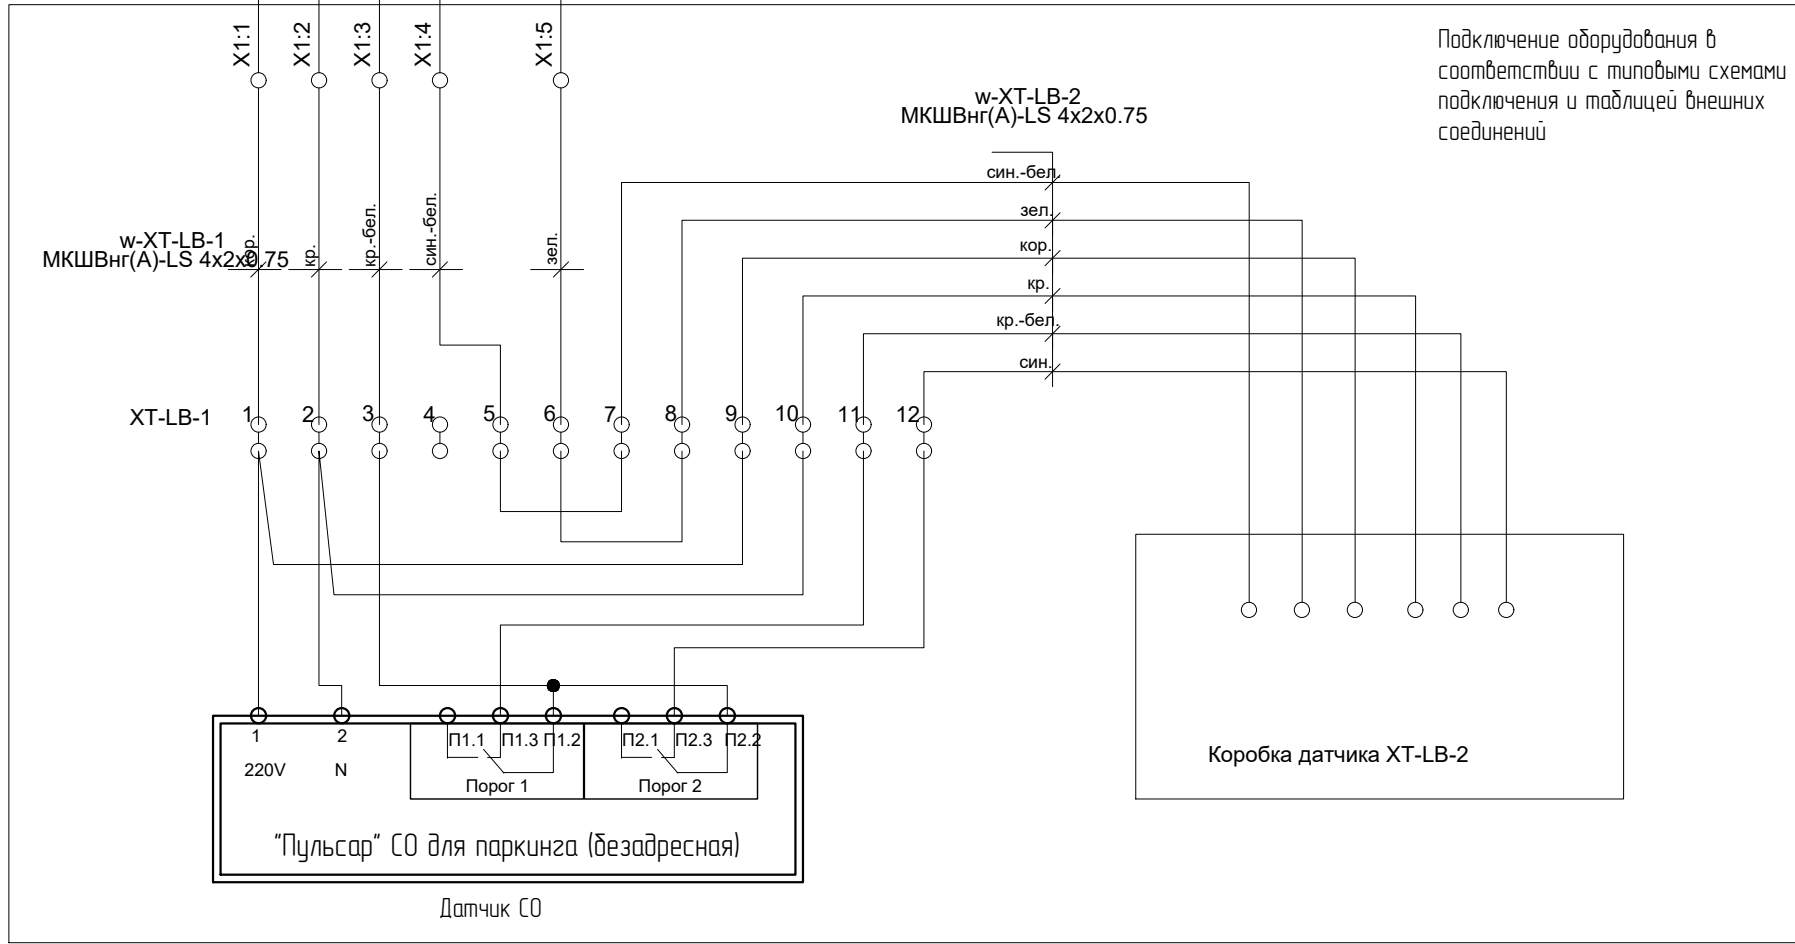 X1:1
X1:2
X1:3
X1:4
X1:5
Подключение оборудования в
соответствии с типовыми схемами
подключения и таблицей внешних
соединений
w-XT-LB-2
МКШВнг(А)-LS 4х2х0.75
син.-бел.
зел.
кор.
кр.
кр.-бел.
син.
w-XT-LB-1
МКШВнг(А)-LS 4х2х0.75
кор.
кр.
кр.-бел.
син.-бел.
зел.
XT-LB-1
1 2 3 4 5 6 7 8 9 10 11 12
1 2 П1.1 П1.3 П1.2 П2.1 П2.3 П2.2
220V N
Порог 1 Порог 2
"Пульсар" СО для паркинга (безадресная)
Датчик СО
Коробка датчика XT-LB-2